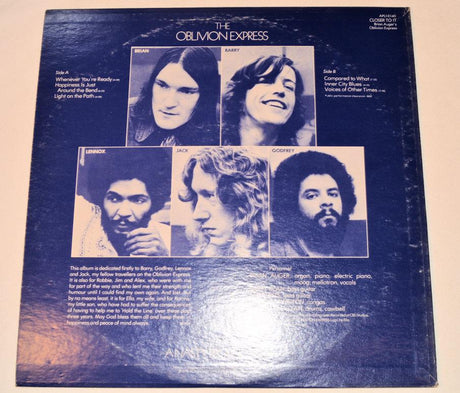 THE
OBLIVION EXPRESS
CLOSER TO IT
Brian Auger's
Oblivion Express
BRIAN
BARRY
Side A
Whenever You're Ready
Happiness Is Just
Around the Bend
Light on the Path
Side B
Compared to What
Inner City Blues
Voices of Other Times
LENNOX
JACK
GODFREY
This album is dedicated firstly to Barry, Godfrey, Lennox
and Jack, my fellow travellers on the Oblivion Express.
It is also for Robbie, Jim and Alex, who were with me
for part of the way and who lent me their strength and
humour until I could find my own again. And last but
by no means least, it is for Ella, my wife, and for
my little son, who have had to suffer the consequences
of having to help me to 'Hold the Line' over these past
three years. May God bless them all and keep them in
happiness and peace of mind always.
Personnel
AUGER: organ, piano, electric piano,
moog, mellotron, vocals
guitar
congas
drums, cowbell